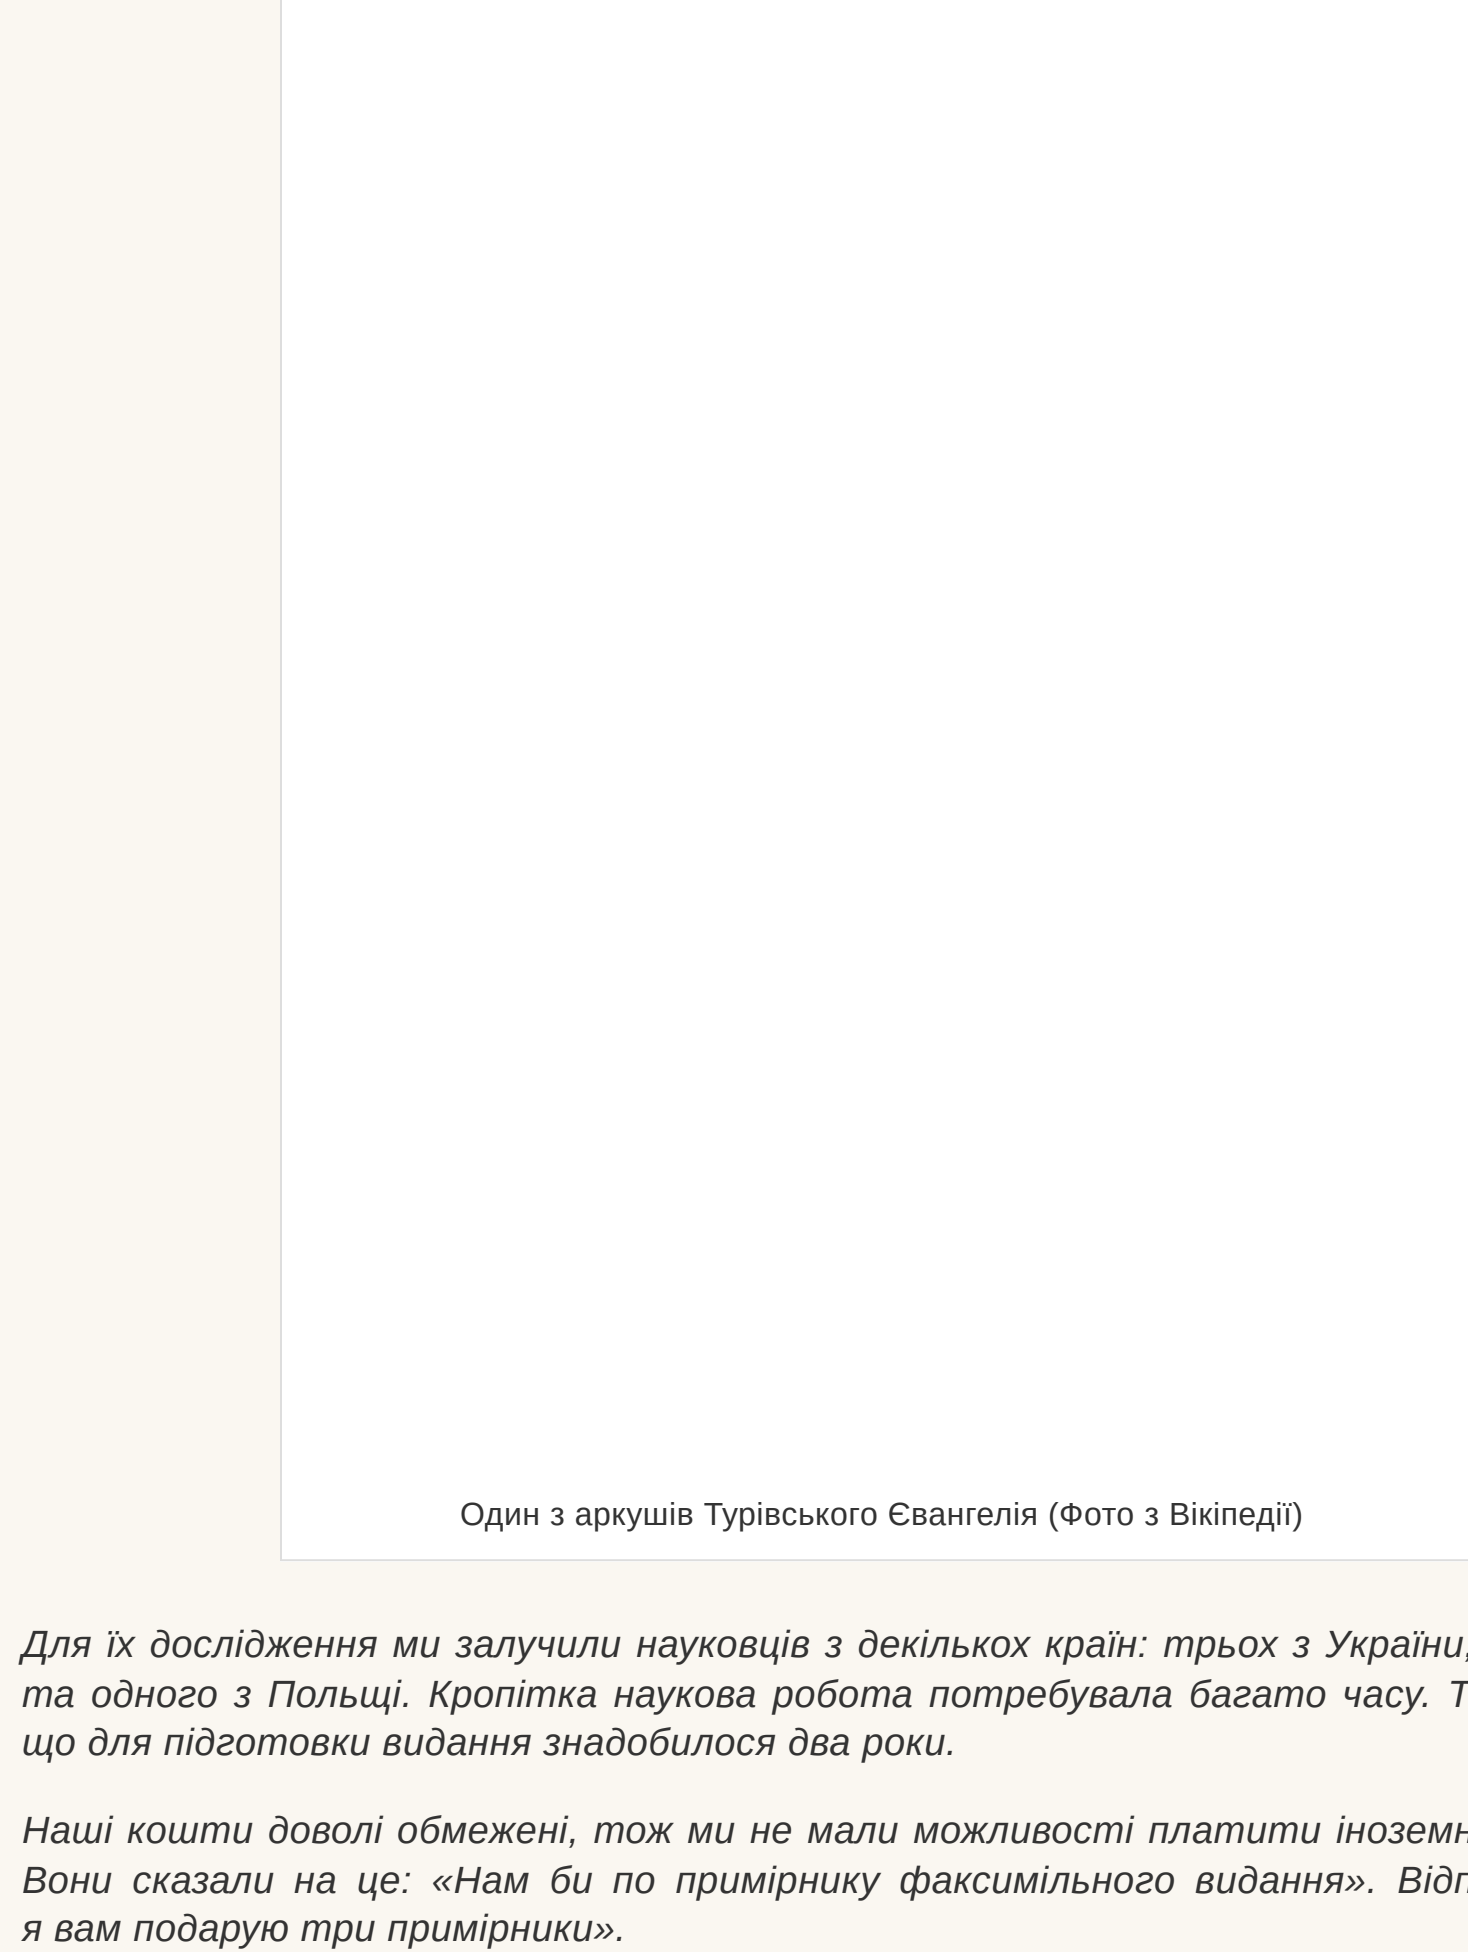 Один з аркушів Турівського Євангелія (Фото з Вікіпедії)
Для їх дослідження ми залучили науковців з декількох країн: трьох з України,
та одного з Польщі. Кропітка наукова робота потребувала багато часу.
що для підготовки видання знадобилося два роки.
Наші кошти доволі обмежені, тож ми не мали можливості платити
Вони сказали на це: «Нам би по примірнику факсимільного видання».
я вам подарую три примірники».